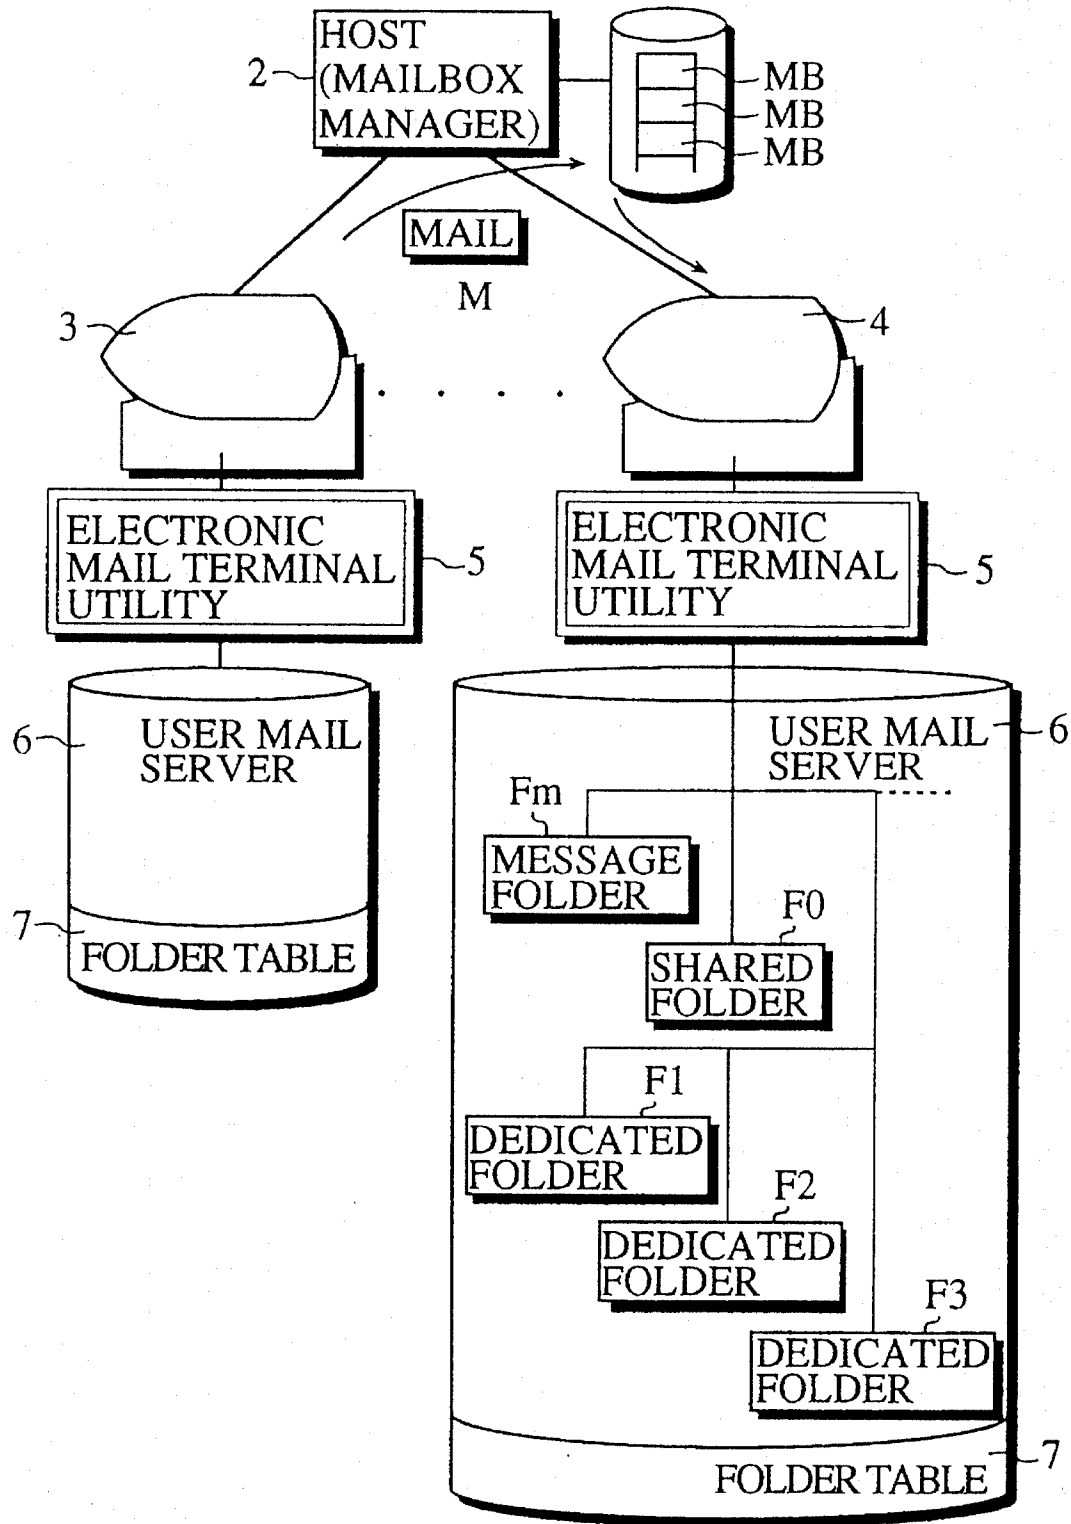 HOST
(MAILBOX
MANAGER)
2
MB
MB
MB
MAIL
M
3
4
ELECTRONIC
MAIL TERMINAL
UTILITY
5
ELECTRONIC
MAIL TERMINAL
UTILITY
5
6
USER MAIL
SERVER
7
FOLDER TABLE
USER MAIL
SERVER
6
Fm
MESSAGE
FOLDER
F0
SHARED
FOLDER
F1
DEDICATED
FOLDER
F2
DEDICATED
FOLDER
F3
DEDICATED
FOLDER
7
FOLDER TABLE